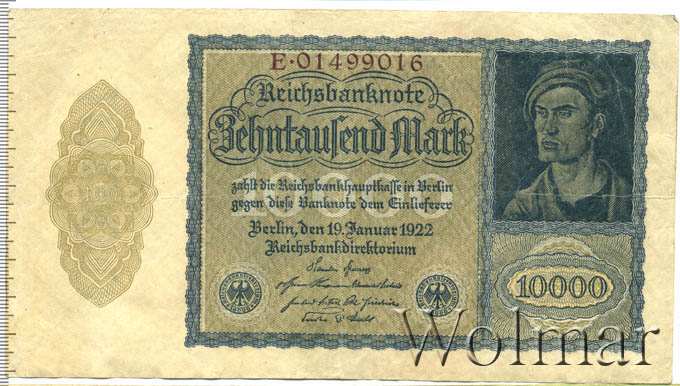 E·01499016
Reichsbanknote
Zehntausend Mark
zahlt die Reichsbankhauptkasse in Berlin
gegen diese Banknote dem Einlieferer
Berlin, den 19. Januar 1922
Reichsbankdirektorium
10000
Wolmar